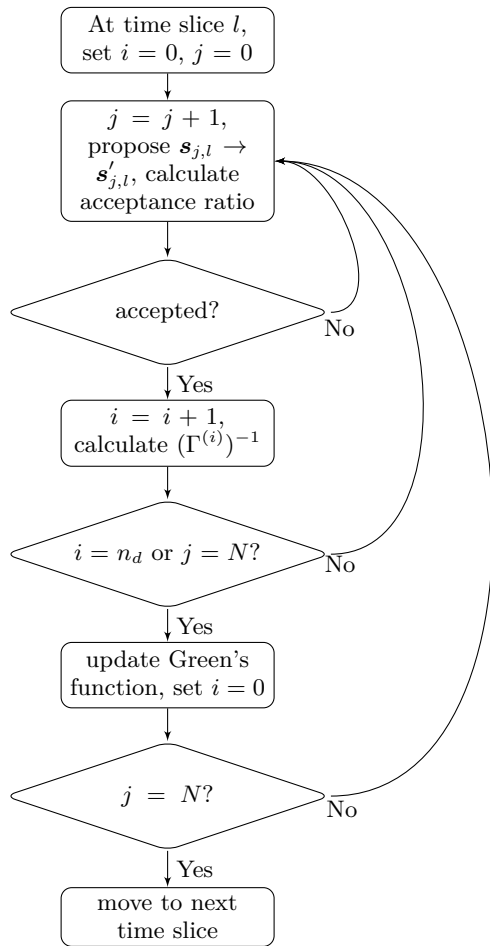 At time slice l,
set i = 0, j = 0
j = j + 1,
propose s_{j,l} →
s'_{j,l}, calculate
acceptance ratio
accepted?
No
Yes
i = i + 1,
calculate (Γ^{(i)})^{-1}
i = n_d or j = N?
No
Yes
update Green's
function, set i = 0
j = N?
No
Yes
move to next
time slice